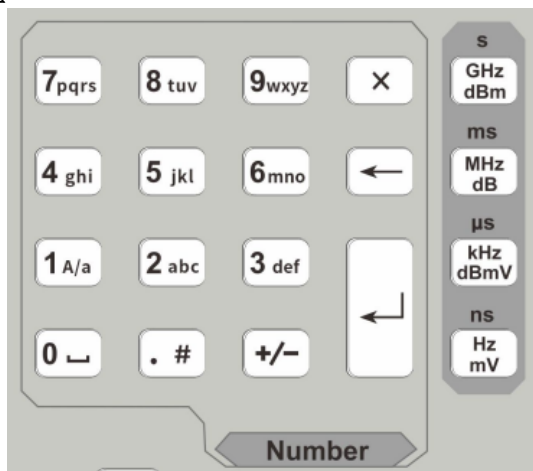 s
7pqrs 8 tuv 9wxyz × GHz
dBm
ms
4 ghi 5 jkl 6mno ← MHz
dB
µs
1 A/a 2 abc 3 def kHz
dBmV
ns
0 ⎵ . # +/− ↵ Hz
mV
Number